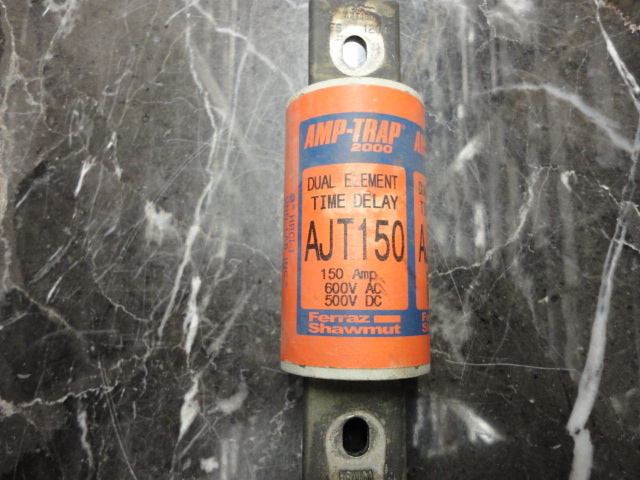 AMP-TRAP®
2000
DUAL ELEMENT
TIME DELAY
AJT150
150 Amp
600V AC
500V DC
Ferraz
Shawmut